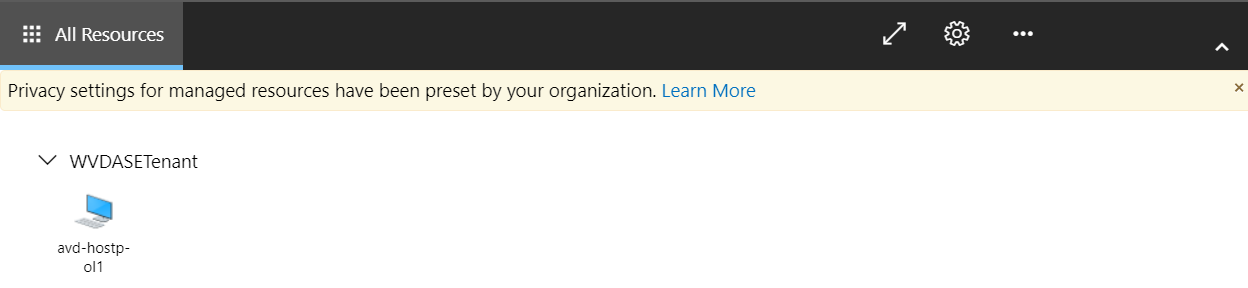 All Resources
Privacy settings for managed resources have been preset by your organization. Learn More
WVDASETenant
avd-hostp-
ol1